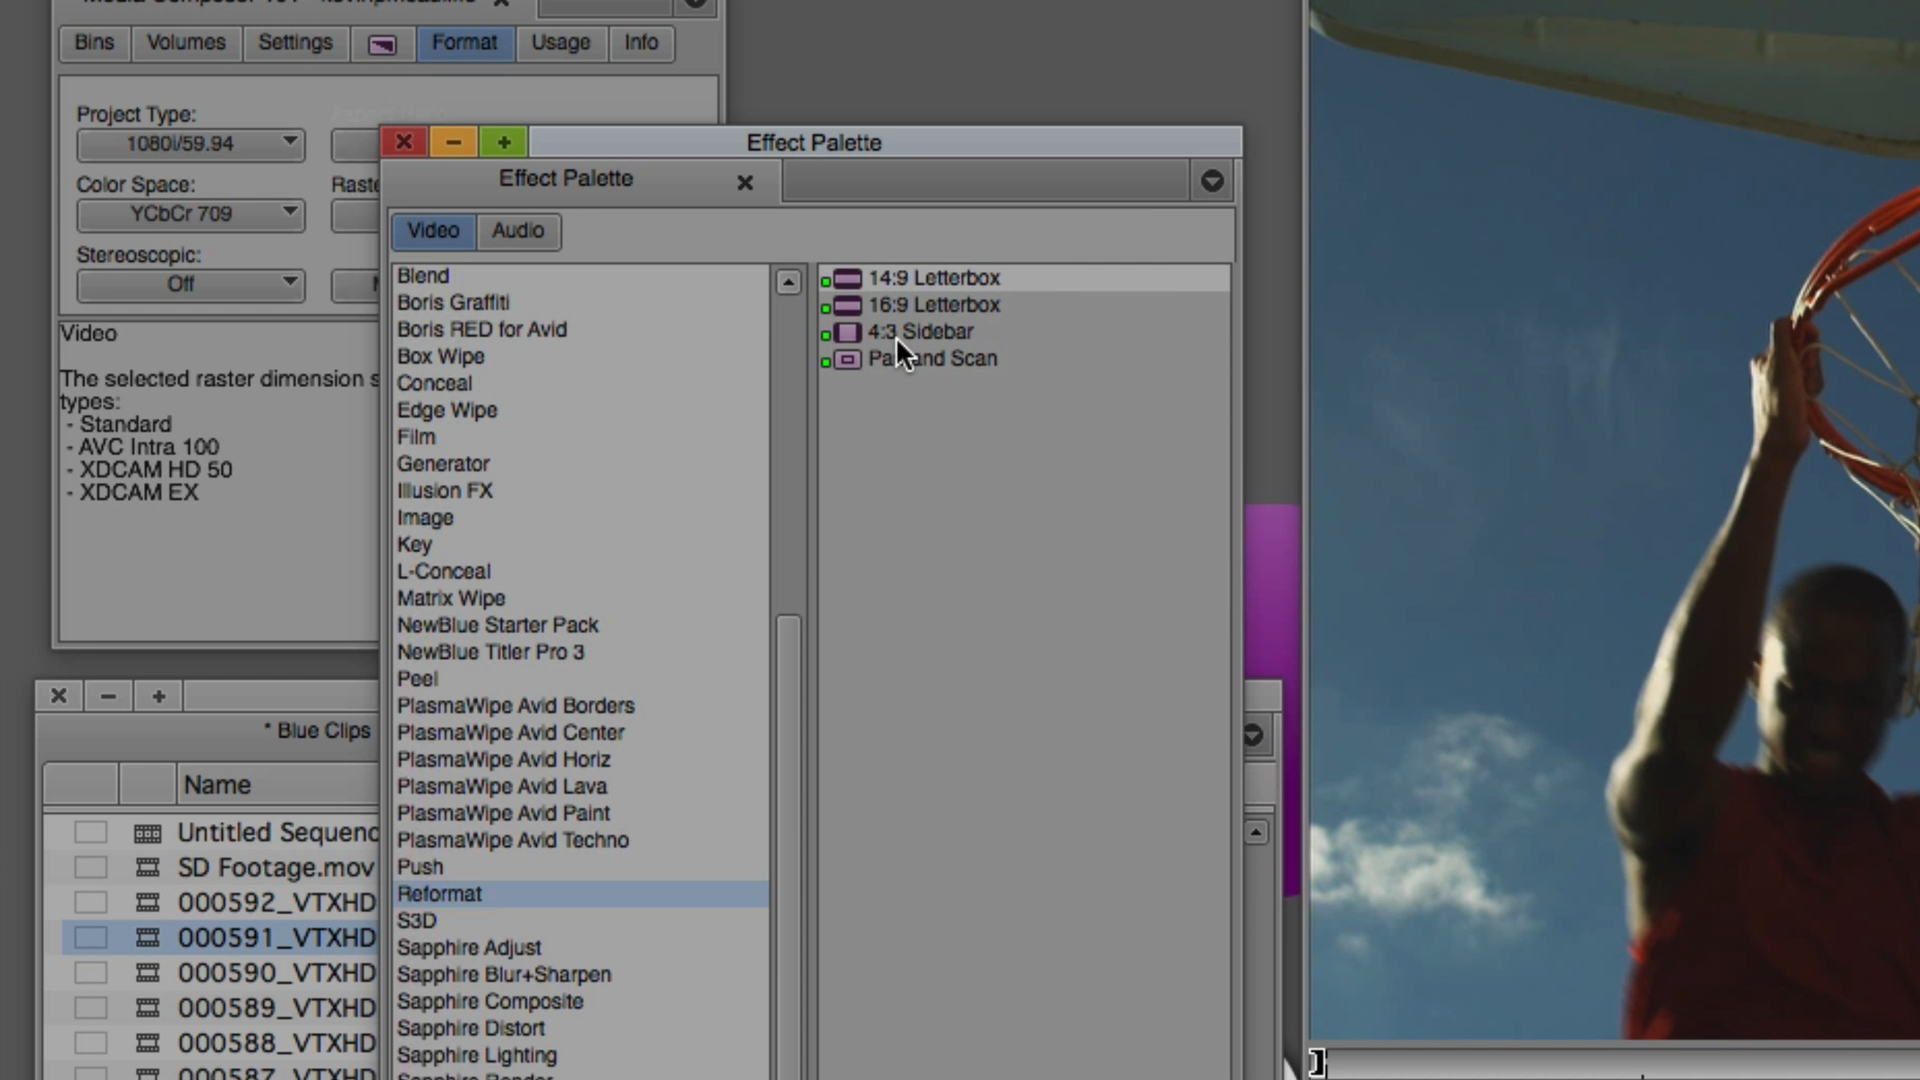 Bins Volumes Settings Format Usage Info
Project Type:
1080i/59.94
Color Space:
YCbCr 709
Stereoscopic:
Off
Video
The selected raster dimension s
types:
- Standard
- AVC Intra 100
- XDCAM HD 50
- XDCAM EX
Effect Palette
Effect Palette
Video Audio
Blend
Boris Graffiti
Boris RED for Avid
Box Wipe
Conceal
Edge Wipe
Film
Generator
Illusion FX
Image
Key
L-Conceal
Matrix Wipe
NewBlue Starter Pack
NewBlue Titler Pro 3
Peel
PlasmaWipe Avid Borders
PlasmaWipe Avid Center
PlasmaWipe Avid Horiz
PlasmaWipe Avid Lava
PlasmaWipe Avid Paint
PlasmaWipe Avid Techno
Push
Reformat
S3D
Sapphire Adjust
Sapphire Blur+Sharpen
Sapphire Composite
Sapphire Distort
Sapphire Lighting
14:9 Letterbox
16:9 Letterbox
4:3 Sidebar
Pan and Scan
* Blue Clips
Name
Untitled Sequenc
SD Footage.mov
000592_VTXHD
000591_VTXHD
000590_VTXHD
000589_VTXHD
000588_VTXHD
000587_VTXHD